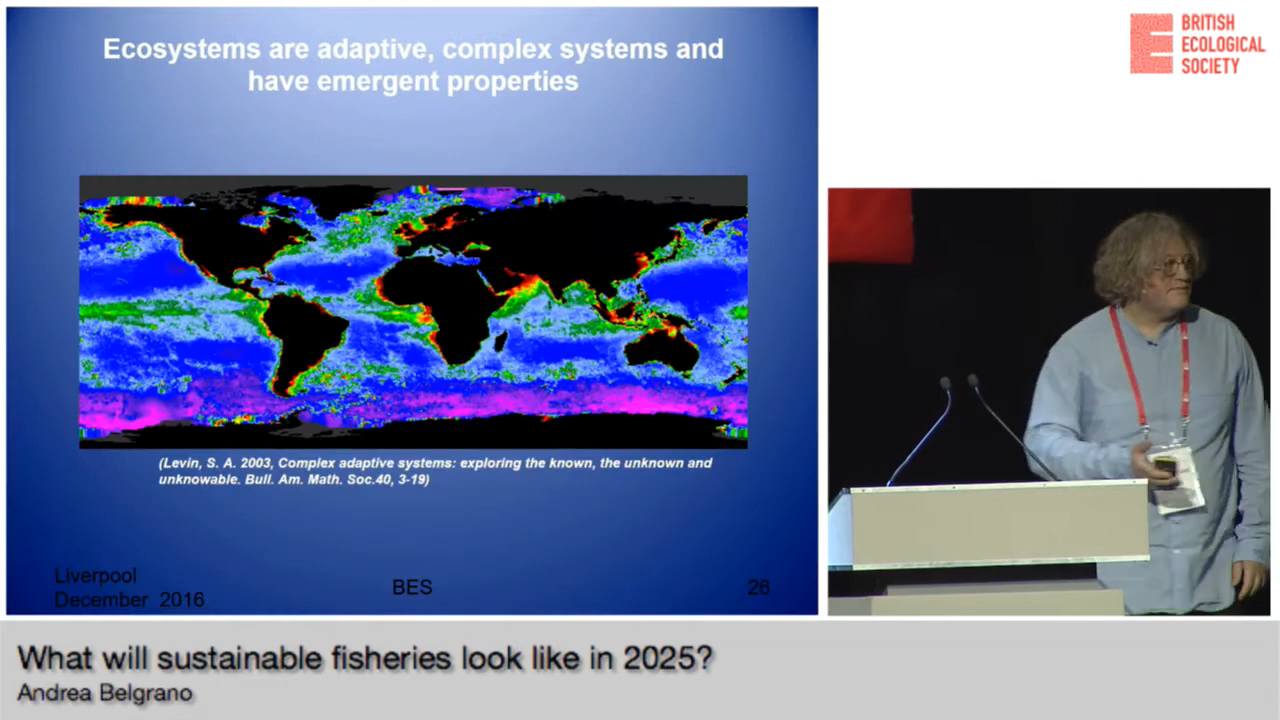 Ecosystems are adaptive, complex systems and
have emergent properties
(Levin, S. A. 2003, Complex adaptive systems: exploring the known, the unknown and
unknowable. Bull. Am. Math. Soc.40, 3-19)
Liverpool
December 2016
BES
26
BRITISH
ECOLOGICAL
SOCIETY
What will sustainable fisheries look like in 2025?
Andrea Belgrano